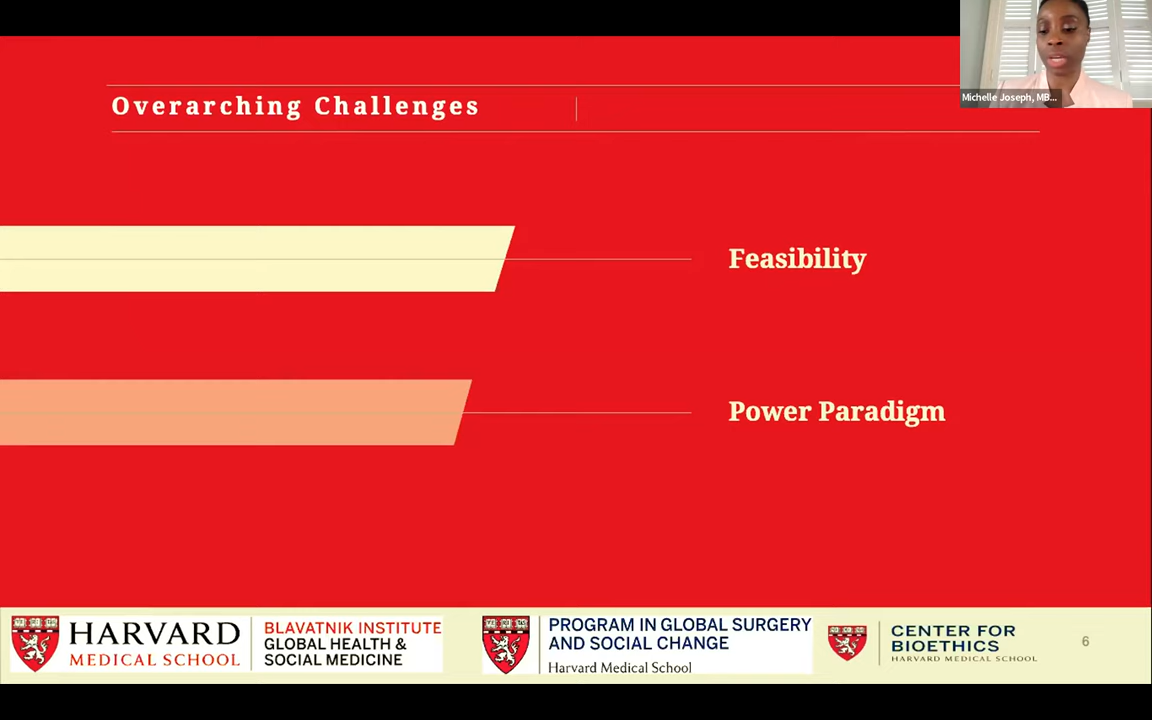 Michelle Joseph, MB...
Overarching Challenges
Feasibility
Power Paradigm
HARVARD
MEDICAL SCHOOL
BLAVATNIK INSTITUTE
GLOBAL HEALTH &
SOCIAL MEDICINE
PROGRAM IN GLOBAL SURGERY
AND SOCIAL CHANGE
Harvard Medical School
CENTER FOR
BIOETHICS
HARVARD MEDICAL SCHOOL
6